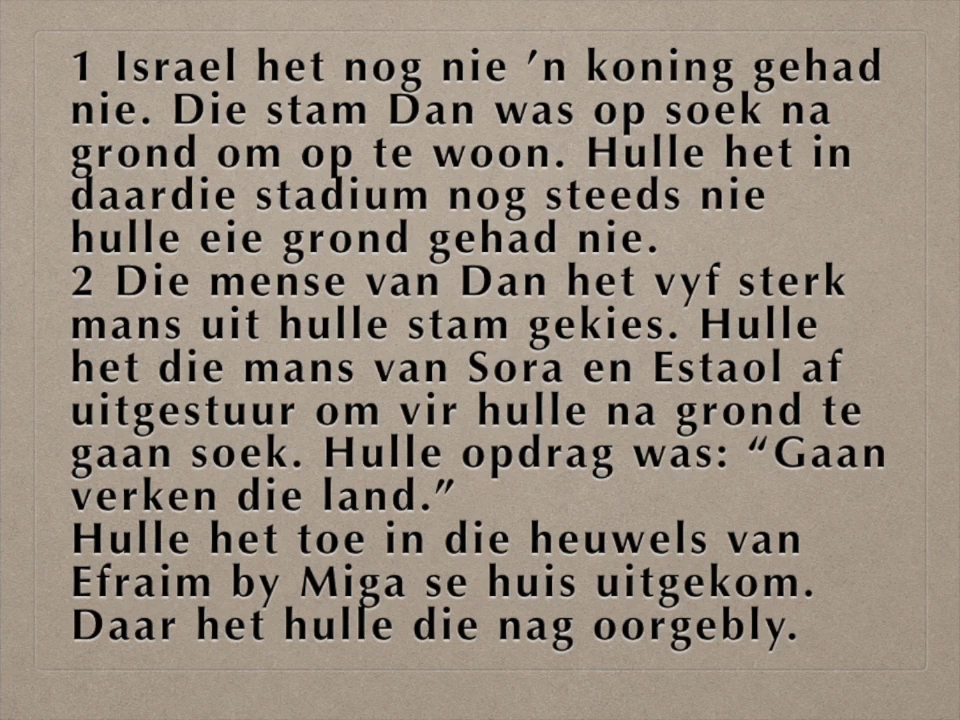 1 Israel het nog nie ’n koning gehad
nie. Die stam Dan was op soek na
grond om op te woon. Hulle het in
daardie stadium nog steeds nie
hulle eie grond gehad nie.
2 Die mense van Dan het vyf sterk
mans uit hulle stam gekies. Hulle
het die mans van Sora en Estaol af
uitgestuur om vir hulle na grond te
gaan soek. Hulle opdrag was: “Gaan
verken die land.”
Hulle het toe in die heuwels van
Efraim by Miga se huis uitgekom.
Daar het hulle die nag oorgebly.